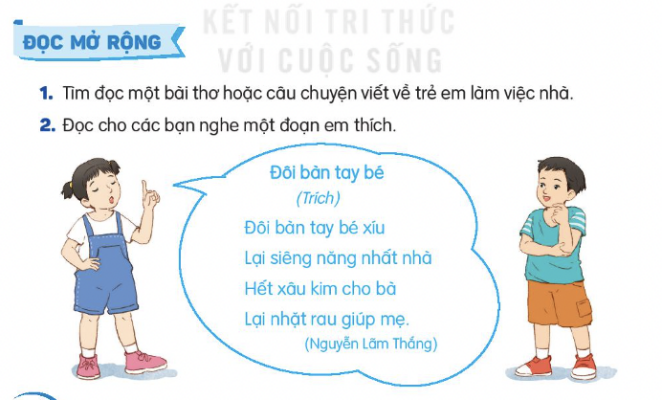 KẾT NỐI TRI THỨC
VỚI CUỘC SỐNG
ĐỌC MỞ RỘNG
1. Tìm đọc một bài thơ hoặc câu chuyện viết về trẻ em làm việc nhà.
2. Đọc cho các bạn nghe một đoạn em thích.
Đôi bàn tay bé
(Trích)
Đôi bàn tay bé xíu
Lại siêng năng nhất nhà
Hết xâu kim cho bà
Lại nhặt rau giúp mẹ.
(Nguyễn Lãm Thắng)